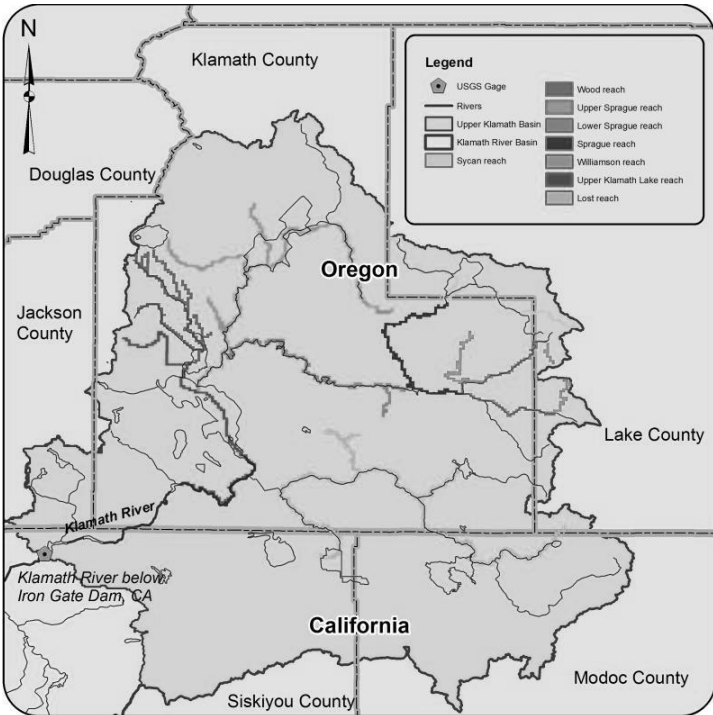 N
Klamath County
Legend
USGS Gage
Rivers
Upper Klamath Basin
Klamath River Basin
Sycan reach
Wood reach
Upper Sprague reach
Lower Sprague reach
Sprague reach
Williamson reach
Upper Klamath Lake reach
Lost reach
Douglas County
Oregon
Jackson
County
Lake County
Klamath River
Klamath River below
Iron Gate Dam, CA
California
Modoc County
Siskiyou County